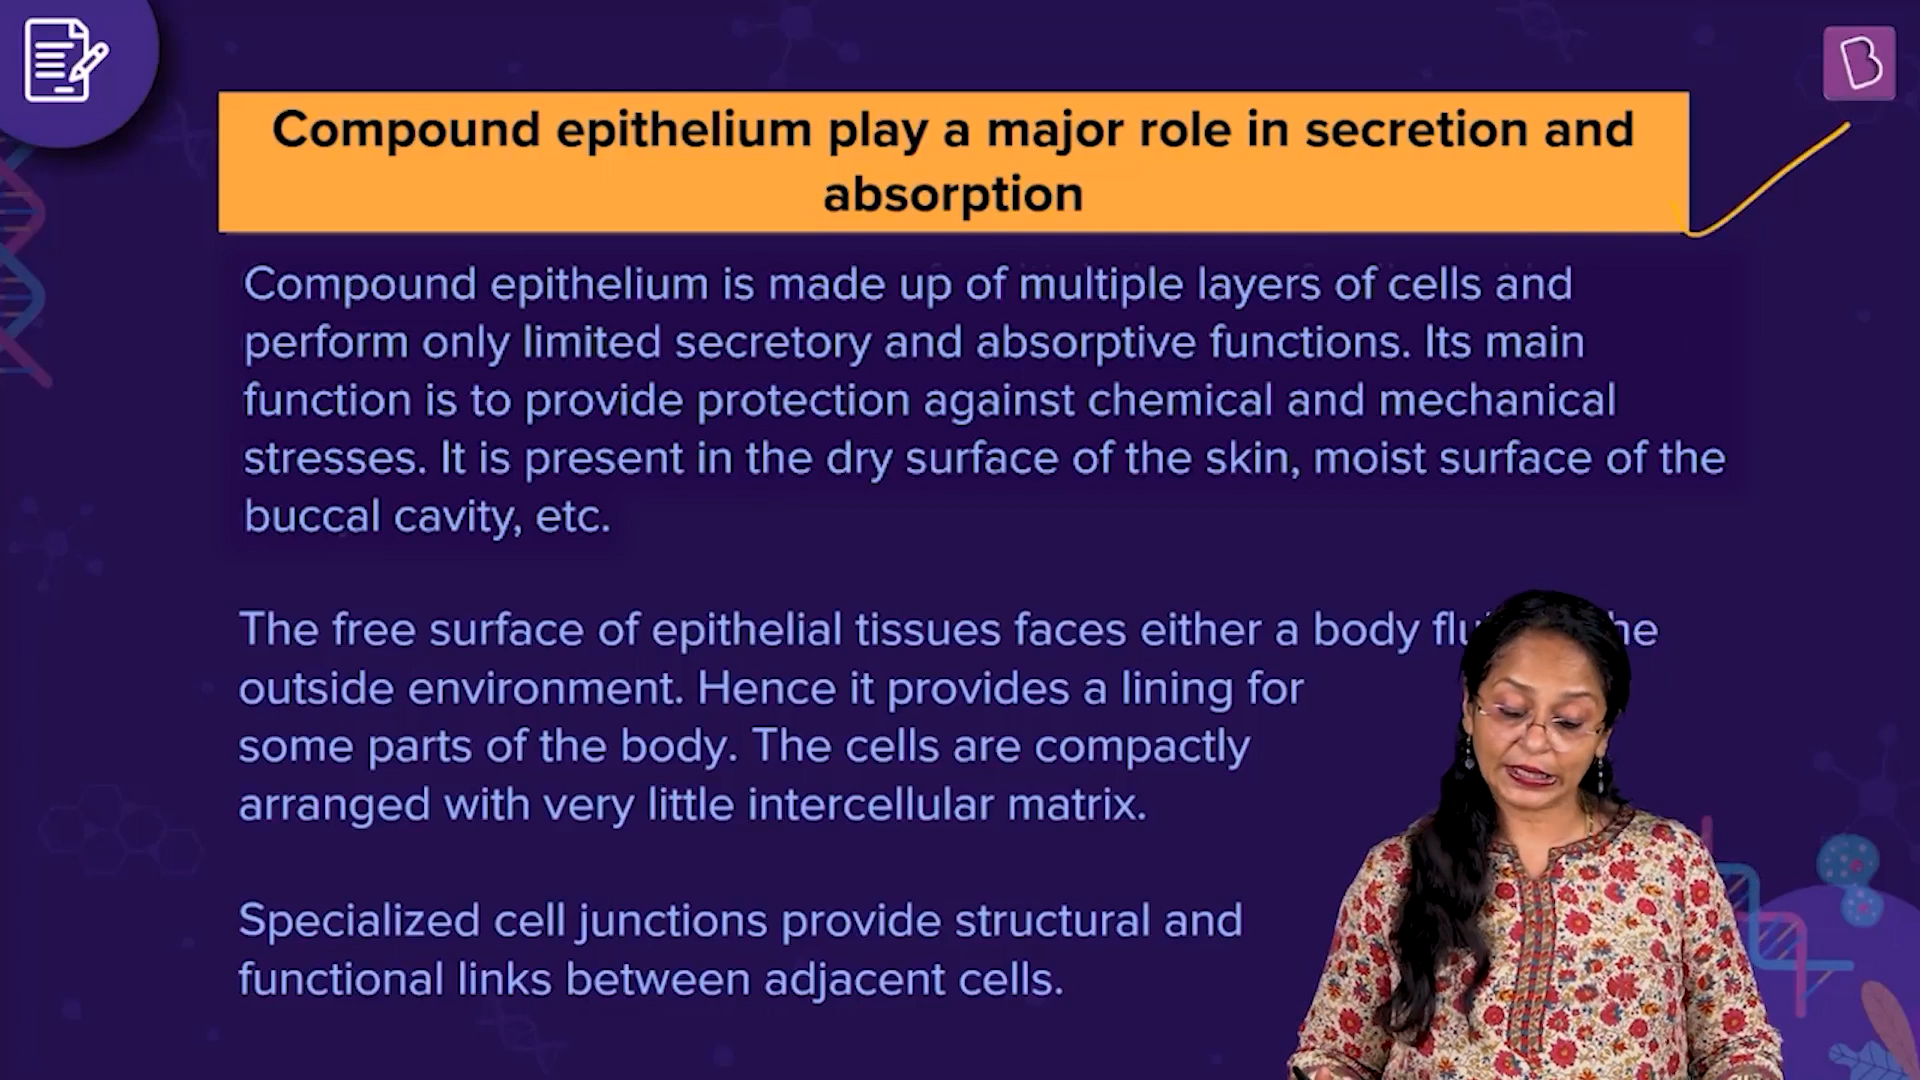 Compound epithelium play a major role in secretion and
absorption
Compound epithelium is made up of multiple layers of cells and
perform only limited secretory and absorptive functions. Its main
function is to provide protection against chemical and mechanical
stresses. It is present in the dry surface of the skin, moist surface of the
buccal cavity, etc.
The free surface of epithelial tissues faces either a body
outside environment. Hence it provides a lining for
some parts of the body. The cells are compactly
arranged with very little intercellular matrix.
Specialized cell junctions provide structural and
functional links between adjacent cells.